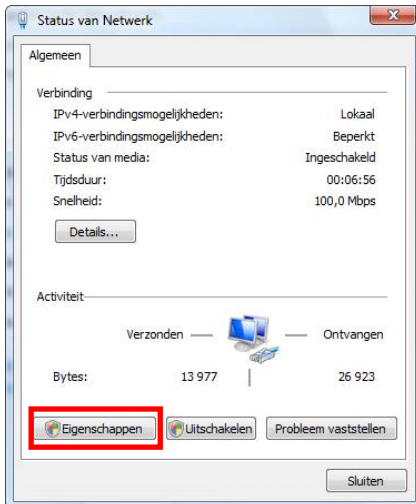 Status van Netwerk
Algemeen
Verbinding
IPv4-verbindingsmogelijkheden: Lokaal
IPv6-verbindingsmogelijkheden: Beperkt
Status van media: Ingeschakeld
Tijdsduur: 00:06:56
Snelheid: 100,0 Mbps
Details...
Activiteit
Verzonden — Ontvangen
Bytes: 13 977 26 923
Eigenschappen Uitschakelen Probleem vaststellen
Sluiten